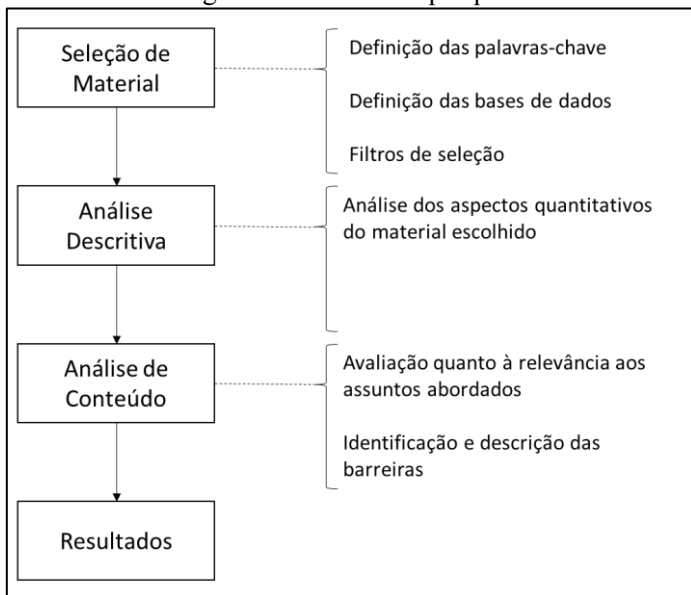 Seleção de
Material
Definição das palavras-chave
Definição das bases de dados
Filtros de seleção
Análise
Descritiva
Análise dos aspectos quantitativos
do material escolhido
Análise de
Conteúdo
Avaliação quanto à relevância aos
assuntos abordados
Identificação e descrição das
barreiras
Resultados